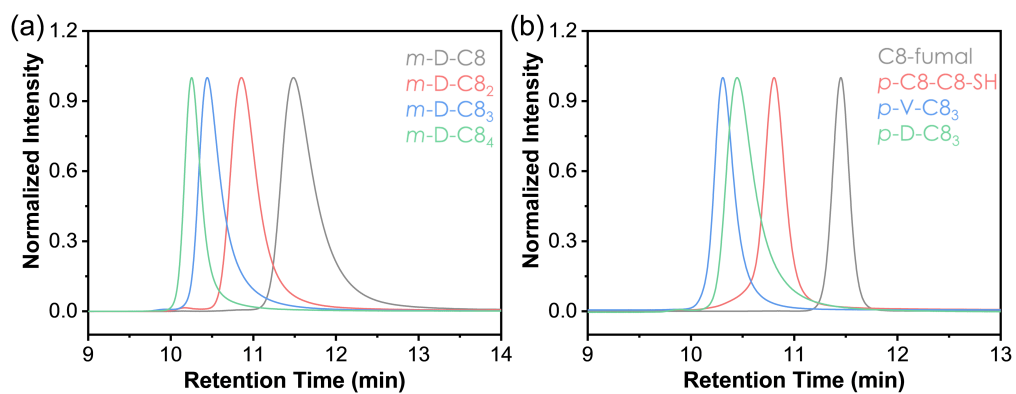 (a)
1.2
0.9
0.6
0.3
0.0
Normalized Intensity
m-D-C8
m-D-C8₂
m-D-C8₃
m-D-C8₄
9
10
11
12
13
14
Retention Time (min)
(b)
1.2
0.9
0.6
0.3
0.0
Normalized Intensity
C8-fumal
p-C8-C8-SH
p-V-C8₃
p-D-C8₃
9
10
11
12
13
Retention Time (min)